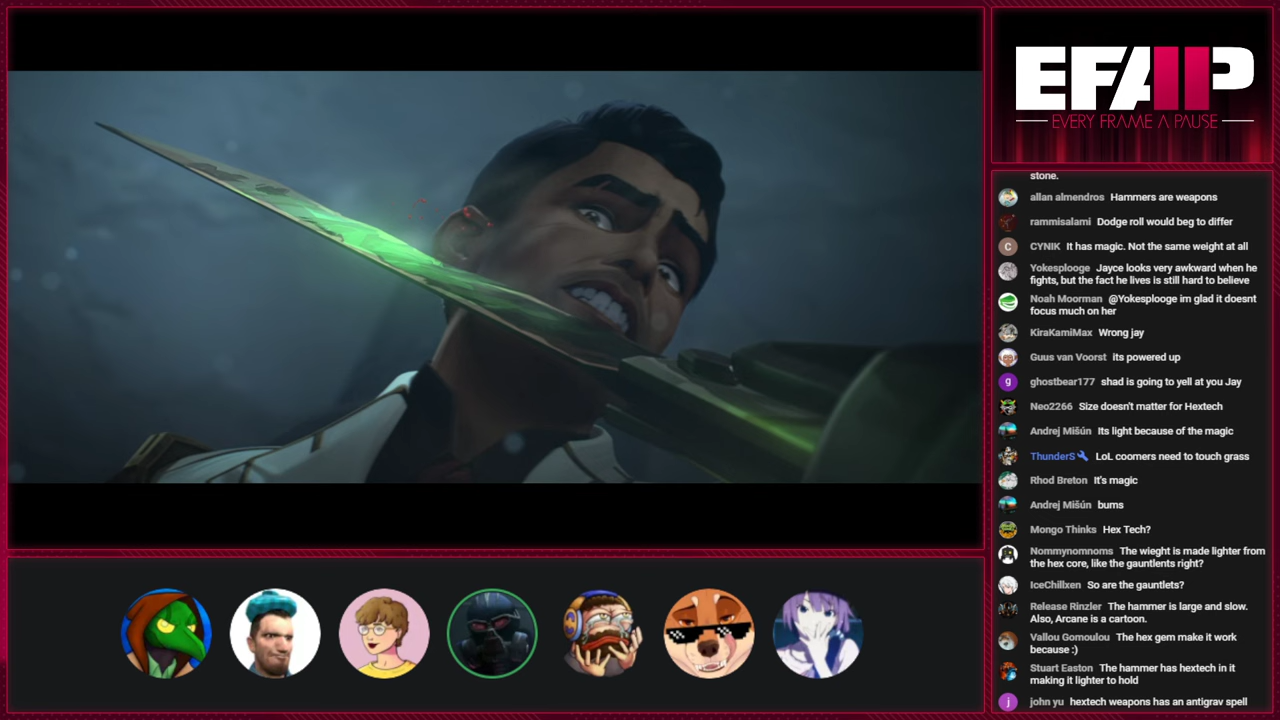 EFAP
EVERY FRAME A PAUSE
stone.
allan almendros Hammers are weapons
rammisalami Dodge roll would beg to differ
C CYNIK It has magic. Not the same weight at all
Yokesplooge Jayce looks very awkward when he
fights, but the fact he lives is still hard to believe
Noah Moorman @Yokesplooge im glad it doesnt
focus much on her
KiraKamiMax Wrong jay
Guus van Voorst its powered up
g ghostbear177 shad is going to yell at you Jay
Neo2266 Size doesn't matter for Hextech
Andrej Mišún Its light because of the magic
ThunderS LoL coomers need to touch grass
Rhod Breton It's magic
Andrej Mišún bums
Mongo Thinks Hex Tech?
Nommynomnoms The wieght is made lighter from
the hex core, like the gauntlents right?
IceChillxen So are the gauntlets?
Release Rinzler The hammer is large and slow.
Also, Arcane is a cartoon.
Vallou Gomoulou The hex gem make it work
because :)
Stuart Easton The hammer has hextech in it
making it lighter to hold
j john yu hextech weapons has an antigrav spell